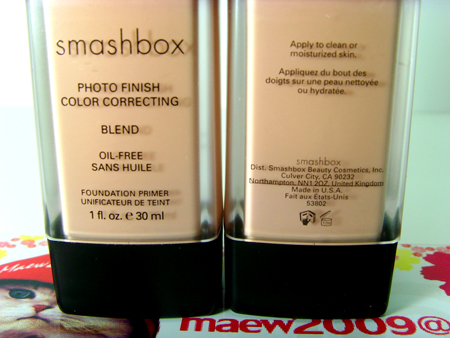 smashbox
PHOTO FINISH
COLOR CORRECTING
BLEND
OIL-FREE
SANS HUILE
FOUNDATION PRIMER
UNIFICATEUR DE TEINT
1 fl. oz. e 30 ml
Apply to clean or
moisturized skin.
Appliquez du bout des
doigts sur une peau nettoyée
ou hydratée.
smashbox
Dist. Smashbox Beauty Cosmetics, Inc.
Culver City, CA 90232
Northampton, NN1 2OZ, United Kingdom
Made in U.S.A.
Fait aux Etats-Unis
53802
Maew
maew2009@